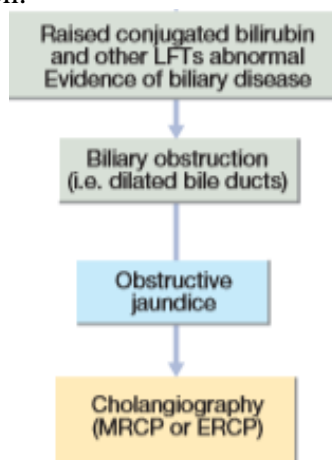 Raised conjugated bilirubin
and other LFTs abnormal
Evidence of biliary disease
Biliary obstruction
(i.e. dilated bile ducts)
Obstructive
jaundice
Cholangiography
(MRCP or ERCP)